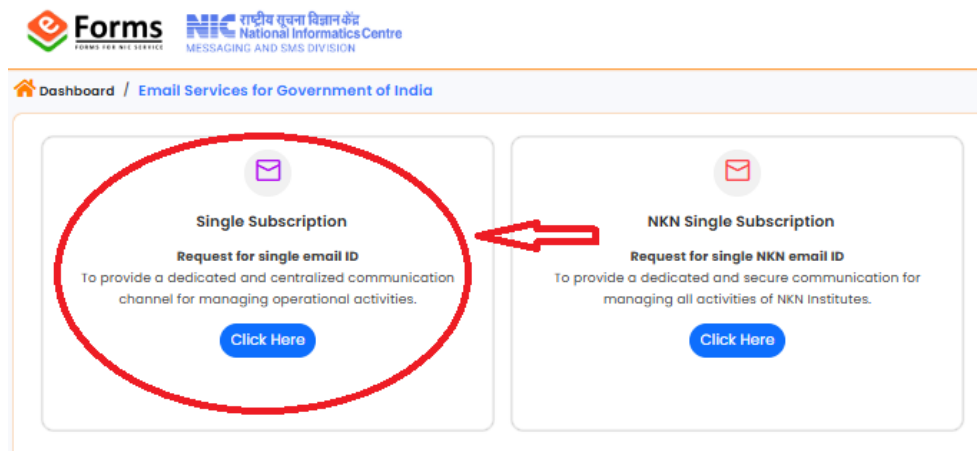 eForms
FORMS FOR NIC SERVICE
NIC राष्ट्रीय सूचना विज्ञान केंद्र
National Informatics Centre
MESSAGING AND SMS DIVISION
Dashboard / Email Services for Government of India
Single Subscription
Request for single email ID
To provide a dedicated and centralized communication
channel for managing operational activities.
Click Here
NKN Single Subscription
Request for single NKN email ID
To provide a dedicated and secure communication for
managing all activities of NKN Institutes.
Click Here